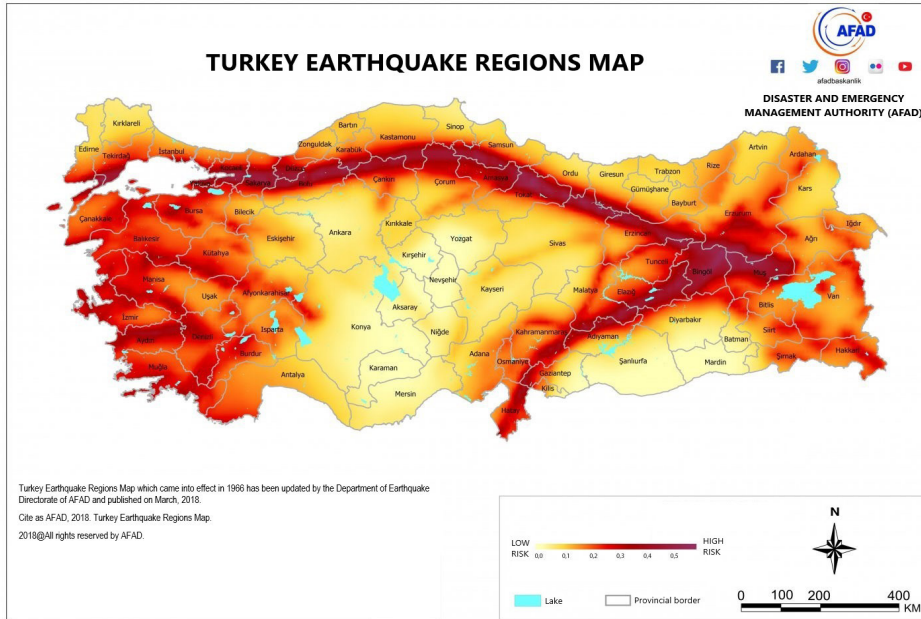 AFAD
TURKEY EARTHQUAKE REGIONS MAP
afadbaskanlik
DISASTER AND EMERGENCY
MANAGEMENT AUTHORITY (AFAD)
Kırklareli
Edirne
Tekirdağ
İstanbul
Zonguldak
Bartın
Karabük
Kastamonu
Sinop
Samsun
Ordu
Giresun
Trabzon
Rize
Artvin
Ardahan
Kars
Gümüşhane
Bayburt
Erzurum
Iğdır
Ağrı
Çanakkale
Bursa
Bilecik
Sakarya
Bolu
Çankırı
Çorum
Amasya
Tokat
Erzincan
Balıkesir
Kütahya
Eskişehir
Ankara
Kırıkkale
Yozgat
Sivas
Tunceli
Bingöl
Muş
Manisa
Uşak
Afyonkarahisar
Kırşehir
Nevşehir
Kayseri
Malatya
Elazığ
Bitlis
Van
İzmir
Aydın
Denizli
Isparta
Burdur
Konya
Aksaray
Niğde
Kahramanmaraş
Adıyaman
Diyarbakır
Batman
Siirt
Muğla
Antalya
Karaman
Mersin
Adana
Osmaniye
Gaziantep
Kilis
Hatay
Şanlıurfa
Mardin
Şırnak
Hakkari
Turkey Earthquake Regions Map which came into effect in 1966 has been updated by the Department of Earthquake
Directorate of AFAD and published on March, 2018.
Cite as AFAD, 2018. Turkey Earthquake Regions Map.
2018@All rights reserved by AFAD.
LOW RISK
0,0 0,1 0,2 0,3 0,4 0,5
HIGH RISK
Lake
Provincial border
N
0 100 200 400
KM